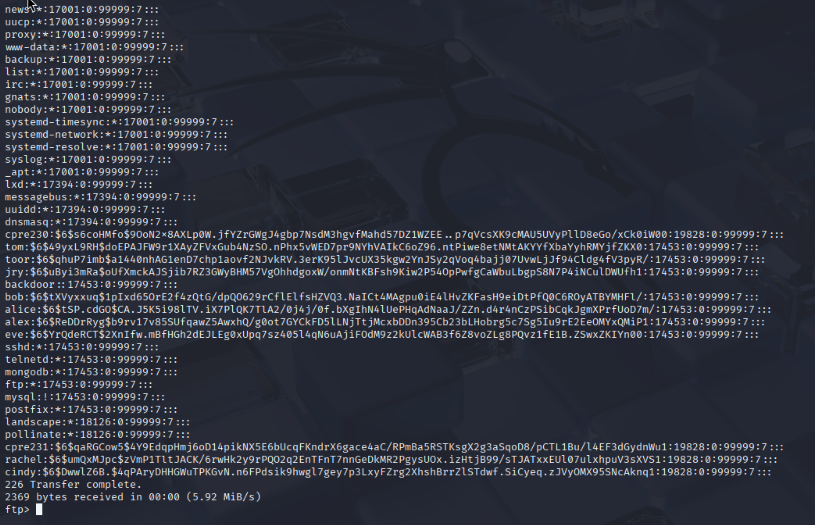 news:*:17001:0:99999:7:::
uucp:*:17001:0:99999:7:::
proxy:*:17001:0:99999:7:::
www-data:*:17001:0:99999:7:::
backup:*:17001:0:99999:7:::
list:*:17001:0:99999:7:::
irc:*:17001:0:99999:7:::
gnats:*:17001:0:99999:7:::
nobody:*:17001:0:99999:7:::
systemd-timesync:*:17001:0:99999:7:::
systemd-network:*:17001:0:99999:7:::
systemd-resolve:*:17001:0:99999:7:::
syslog:*:17001:0:99999:7:::
_apt:*:17001:0:99999:7:::
lxd:*:17394:0:99999:7:::
messagebus:*:17394:0:99999:7:::
uuidd:*:17394:0:99999:7:::
dnsmasq:*:17394:0:99999:7:::
cpre230:$6$s6coHMfo$9OoN2×8AXLp0W.jfYZrGWgJ4gbp7NsdM3hgvfMahd57DZ1WZEE..p7qVcsXK9cMAU5UVyPllD8eGo/xCk0iW00:19828:0:99999:7:::
tom:$6$49yxL9RH$doEPAJFW9r1XAyZFVxGub4NzSO.nPhx5vWED7pr9NYhVAIkC6oZ96.ntPiwe8etNMtAKYYfXbaYyhRMYjfZKX0:17453:0:99999:7:::
toor:$6$qhuP7imb$a1440nhAG1enD7chp1aovf2NJvkRV.3erK95lJvcUX35kgw2YnJSy2qVoq4bajj07UvwLjJf94Cldg4fV3pyR/:17453:0:99999:7:::
jry:$6$uByi3mRa$oUfXmckAJSjib7RZ3GWyBHM57VgOhhdgoxW/onmNtKBFsh9Kiw2P54OpPwfgCaWbuLbgpS8N7P4iNCulDWUfh1:17453:0:99999:7:::
backdoor::17453:0:99999:7:::
bob:$6$tXVyxxuq$1pIxd65OrE2f4zQtG/dpQO629rCflElfsHZVQ3.NaICt4MAgpu0iE4lHvZKFasH9eiDtPfQ0C6ROyATBYMHFl/:17453:0:99999:7:::
alice:$6$tSP.cdGO$CA.J5K5i98lTV.iX7PlQK7TlA2/0j4j/0f.bXgIhN4lUePHqAdNaaJ/ZZn.d4r4nCzPSibCqkJgmXPrfUoD7m/:17453:0:99999:7:::
alex:$6$ReDDrRyg$b9rv17v85SUfqawZ5AwxhQ/g0ot7GYCkFD5lLNjTtjMcxbDDn395Cb23bLHobrg5c7Sg5Iu9rE2EeOMYxQMiP1:17453:0:99999:7:::
eve:$6$YrQdeRCT$2XnIfw.mBfHGh2dEJLEg0xUpq7sz405l4qN6uAjiFOdM9z2kUlcWAB3f6Z8voZLg8PQvz1fE1B.ZSwxZKIYn00:17453:0:99999:7:::
sshd:*:17453:0:99999:7:::
telnetd:*:17453:0:99999:7:::
mongodb:*:17453:0:99999:7:::
ftp:*:17453:0:99999:7:::
mysql:!:17453:0:99999:7:::
postfix:*:17453:0:99999:7:::
landscape:*:18126:0:99999:7:::
pollinate:*:18126:0:99999:7:::
cpre231:$6$qaRGCow5$4Y9EdqpHmj6oD14pikNX5E6bUcqFKndrX6gace4aC/RPmBa5RSTKsgX2g3aSqoD8/pCTL1Bu/l4EF3dGydnWu1:19828:0:99999:7:::
rachel:$6$umQxMJpc$zVmP1TltJACK/6rwHk2y9rPQO2q2EnTFnT7nnGeDkMR2PgysUOx.izHtjB99/sTJATxxEUl07ulxhpuV3sXVS1:19828:0:99999:7:::
cindy:$6$DwwlZ6B.$4qPAryDHHGWuTPKGvN.n6FPdsik9hwgl7gey7p3LxyFZrg2XhshBrrZlSTdwf.SiCyeq.zJVyOMX95SNcAknq1:19828:0:99999:7:::
226 Transfer complete.
2369 bytes received in 00:00 (5.92 MiB/s)
ftp>